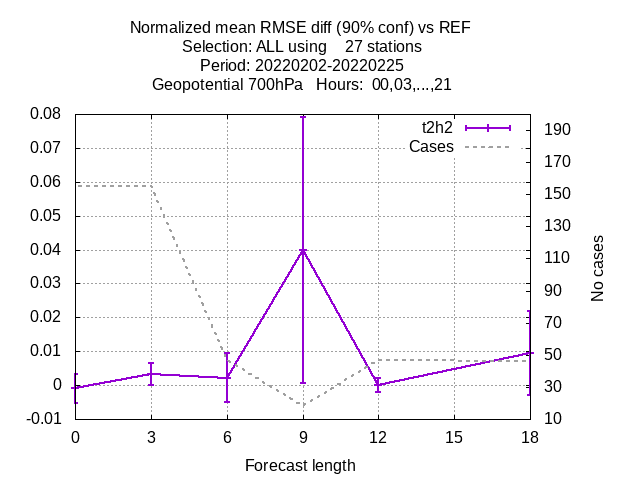 Normalized mean RMSE diff (90% conf) vs REF
Selection: ALL using    27 stations
Period: 20220202-20220225
Geopotential 700hPa   Hours:  00,03,...,21
t2h2
Cases
0.08
0.07
0.06
0.05
0.04
0.03
0.02
0.01
0
-0.01
190
170
150
130
110
90
70
50
30
10
No cases
0 3 6 9 12 15 18
Forecast length